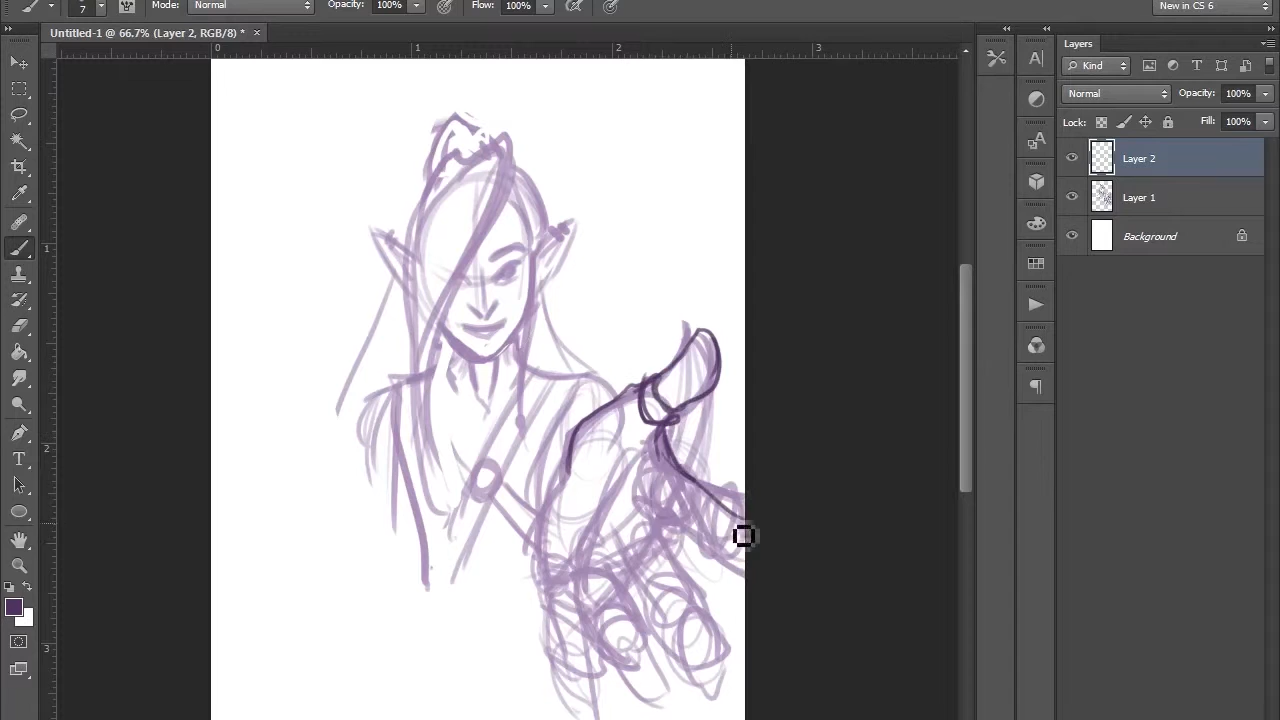 7 Mode: Normal Opacity: 100% Flow: 100% New in CS 6
Untitled-1 @ 66.7% (Layer 2, RGB/8) * ×
0 1 2 3
1
2
3
Layers
Kind T
Normal Opacity: 100%
Lock: Fill: 100%
Layer 2
Layer 1
Background